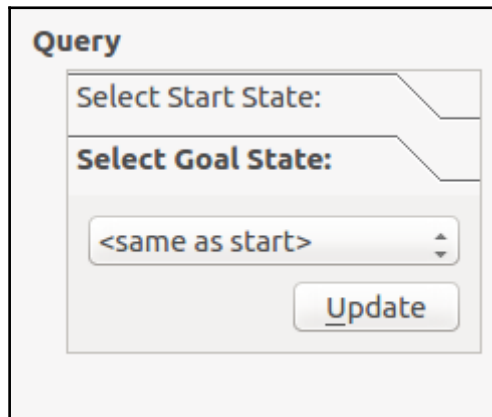 Query
Select Start State:
Select Goal State:
<same as start>
Update